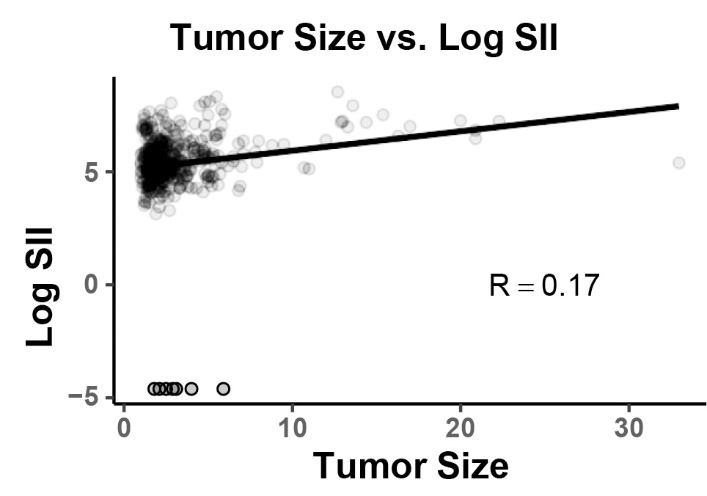 Tumor Size vs. Log SII
Log SII
5
0
−5
R = 0.17
0 10 20 30
Tumor Size